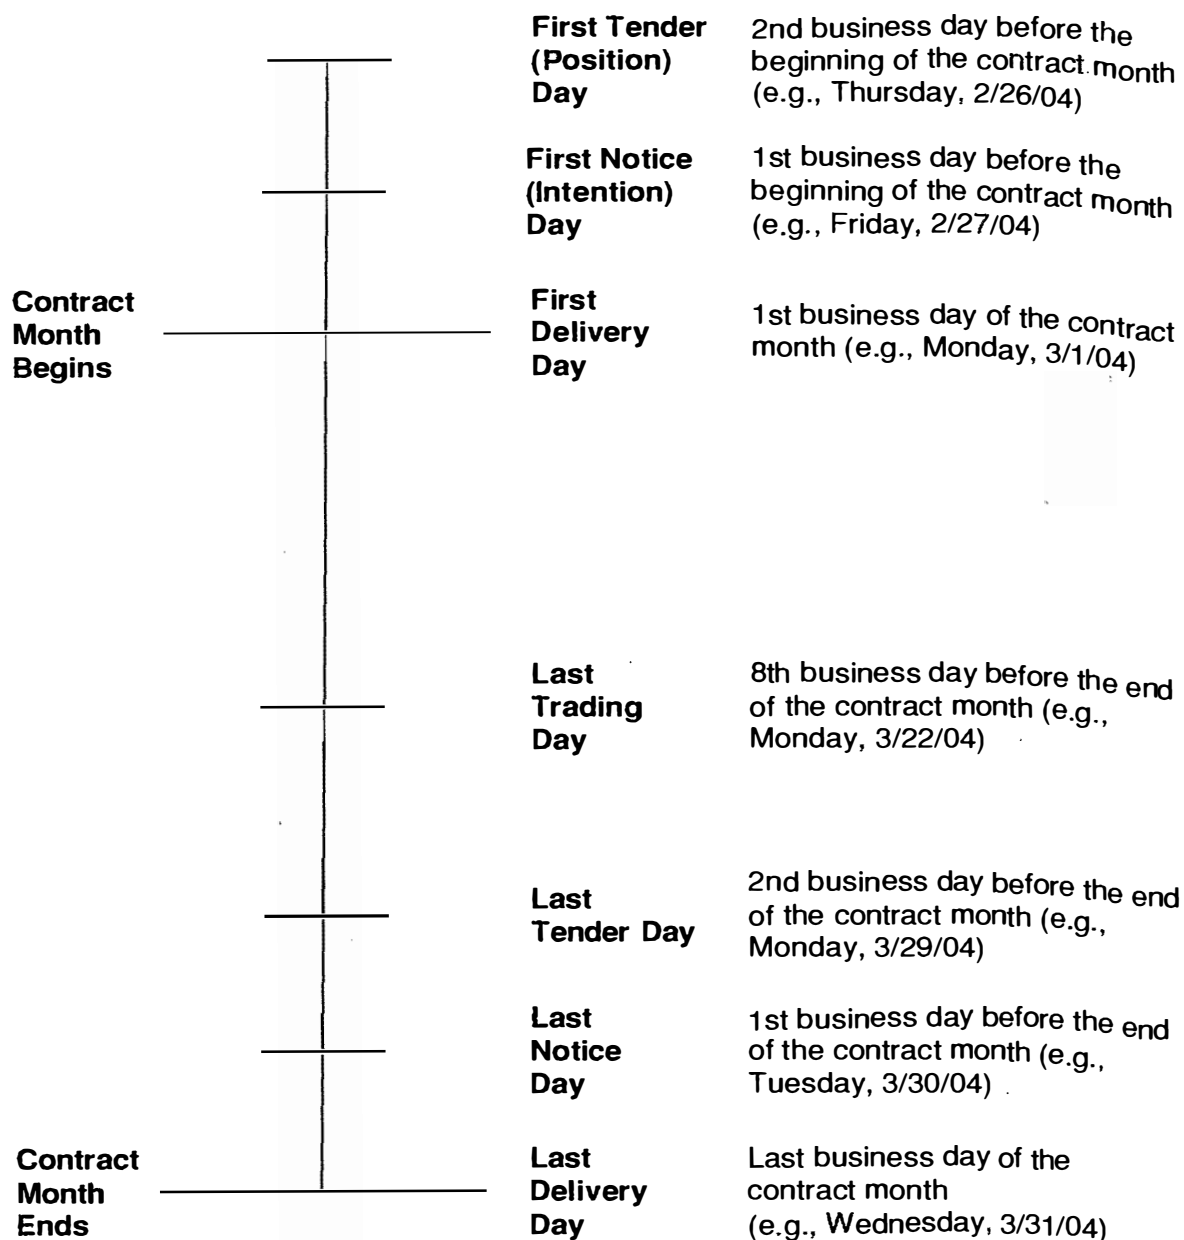 First Tender
(Position)
Day
2nd business day before the
beginning of the contract month
(e.g., Thursday, 2/26/04)
First Notice
(Intention)
Day
1st business day before the
beginning of the contract month
(e.g., Friday, 2/27/04)
Contract
Month
Begins
First
Delivery
Day
1st business day of the contract
month (e.g., Monday, 3/1/04)
Last
Trading
Day
8th business day before the end
of the contract month (e.g.,
Monday, 3/22/04)
Last
Tender Day
2nd business day before the end
of the contract month (e.g.,
Monday, 3/29/04)
Last
Notice
Day
1st business day before the end
of the contract month (e.g.,
Tuesday, 3/30/04)
Contract
Month
Ends
Last
Delivery
Day
Last business day of the
contract month
(e.g., Wednesday, 3/31/04)